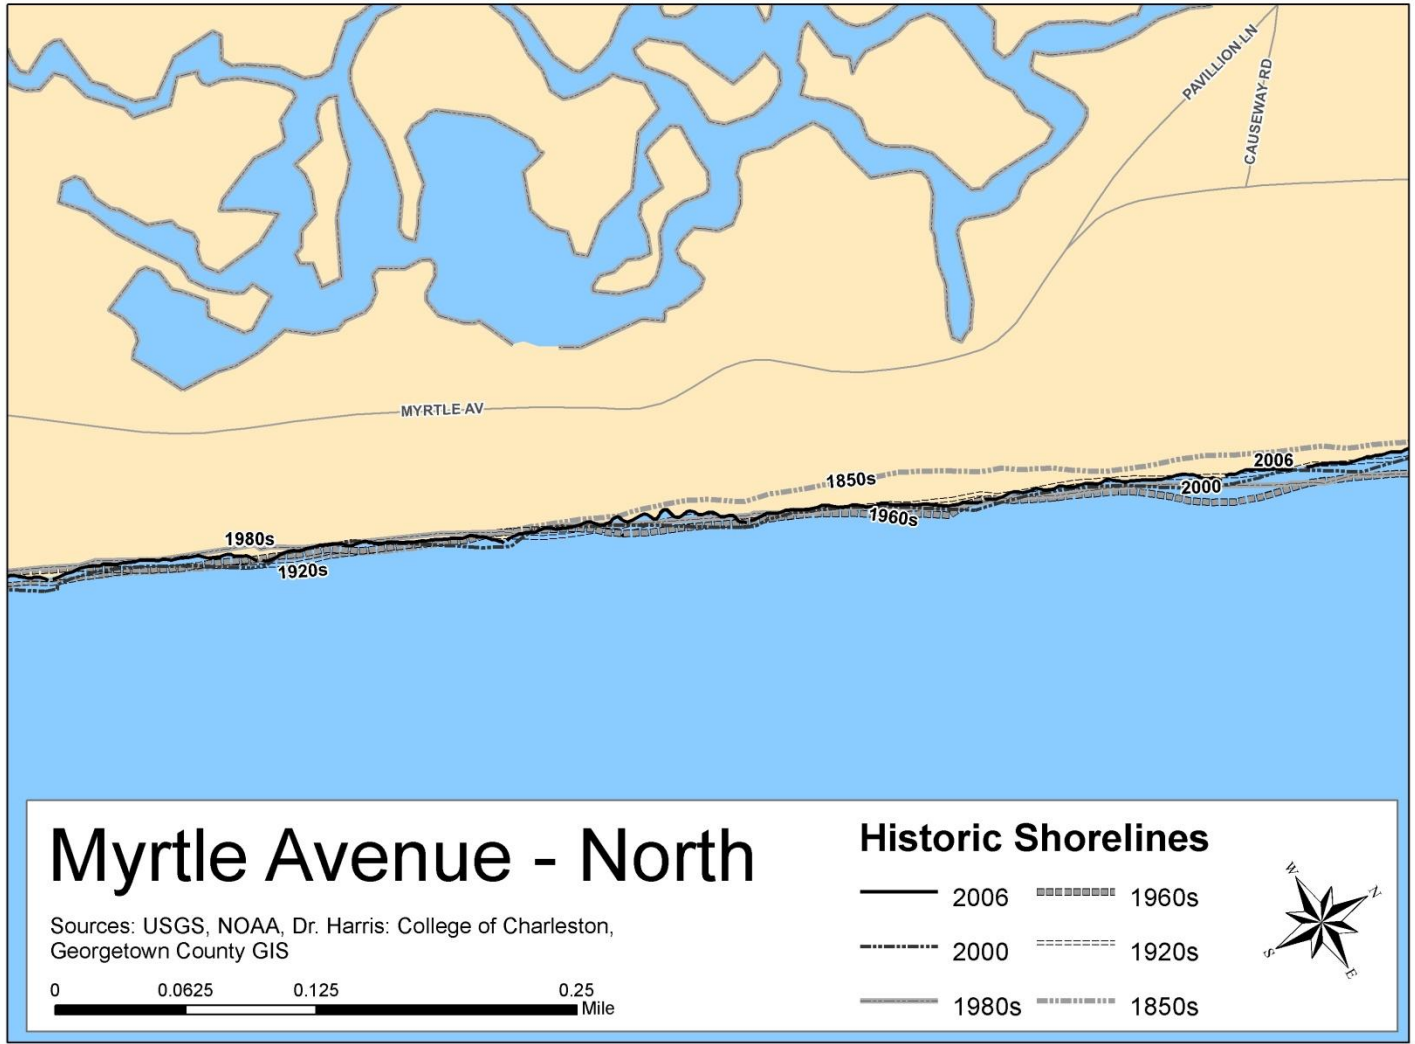 PAVILLION LN
CAUSEWAY RD
MYRTLE AV
2006
1850s
2000
1960s
1980s
1920s
Myrtle Avenue - North
Sources: USGS, NOAA, Dr. Harris: College of Charleston,
Georgetown County GIS
0 0.0625 0.125 0.25
Mile
Historic Shorelines
2006 1960s
2000 1920s
1980s 1850s
W
N
S
E